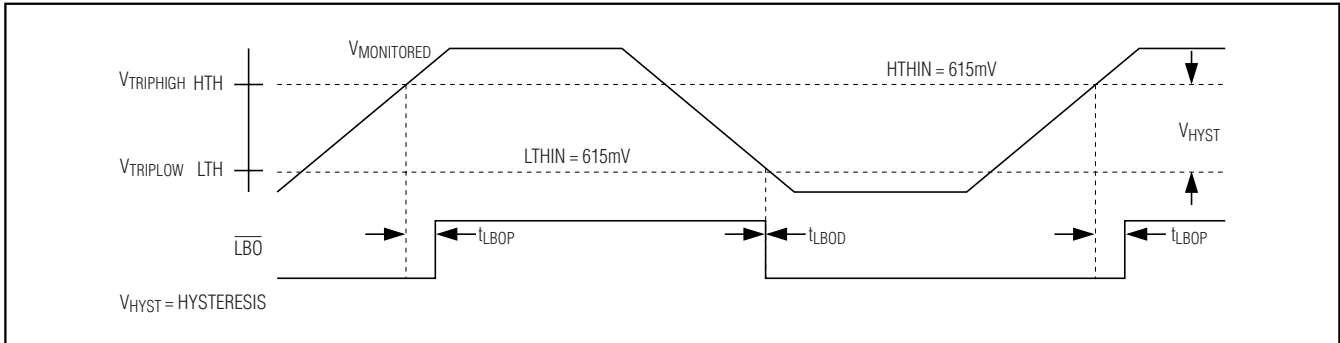 VMONITORED
VTRIPHIGH HTH
HTHIN = 615mV
VHYST
LTHIN = 615mV
VTRIPLOW LTH
LBO
tLBOP
tLBOD
tLBOP
VHYST = HYSTERESIS